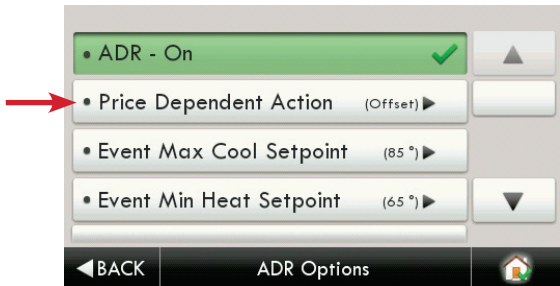 • ADR - On
• Price Dependent Action (Offset)
• Event Max Cool Setpoint (85 °)
• Event Min Heat Setpoint (65 °)
BACK ADR Options